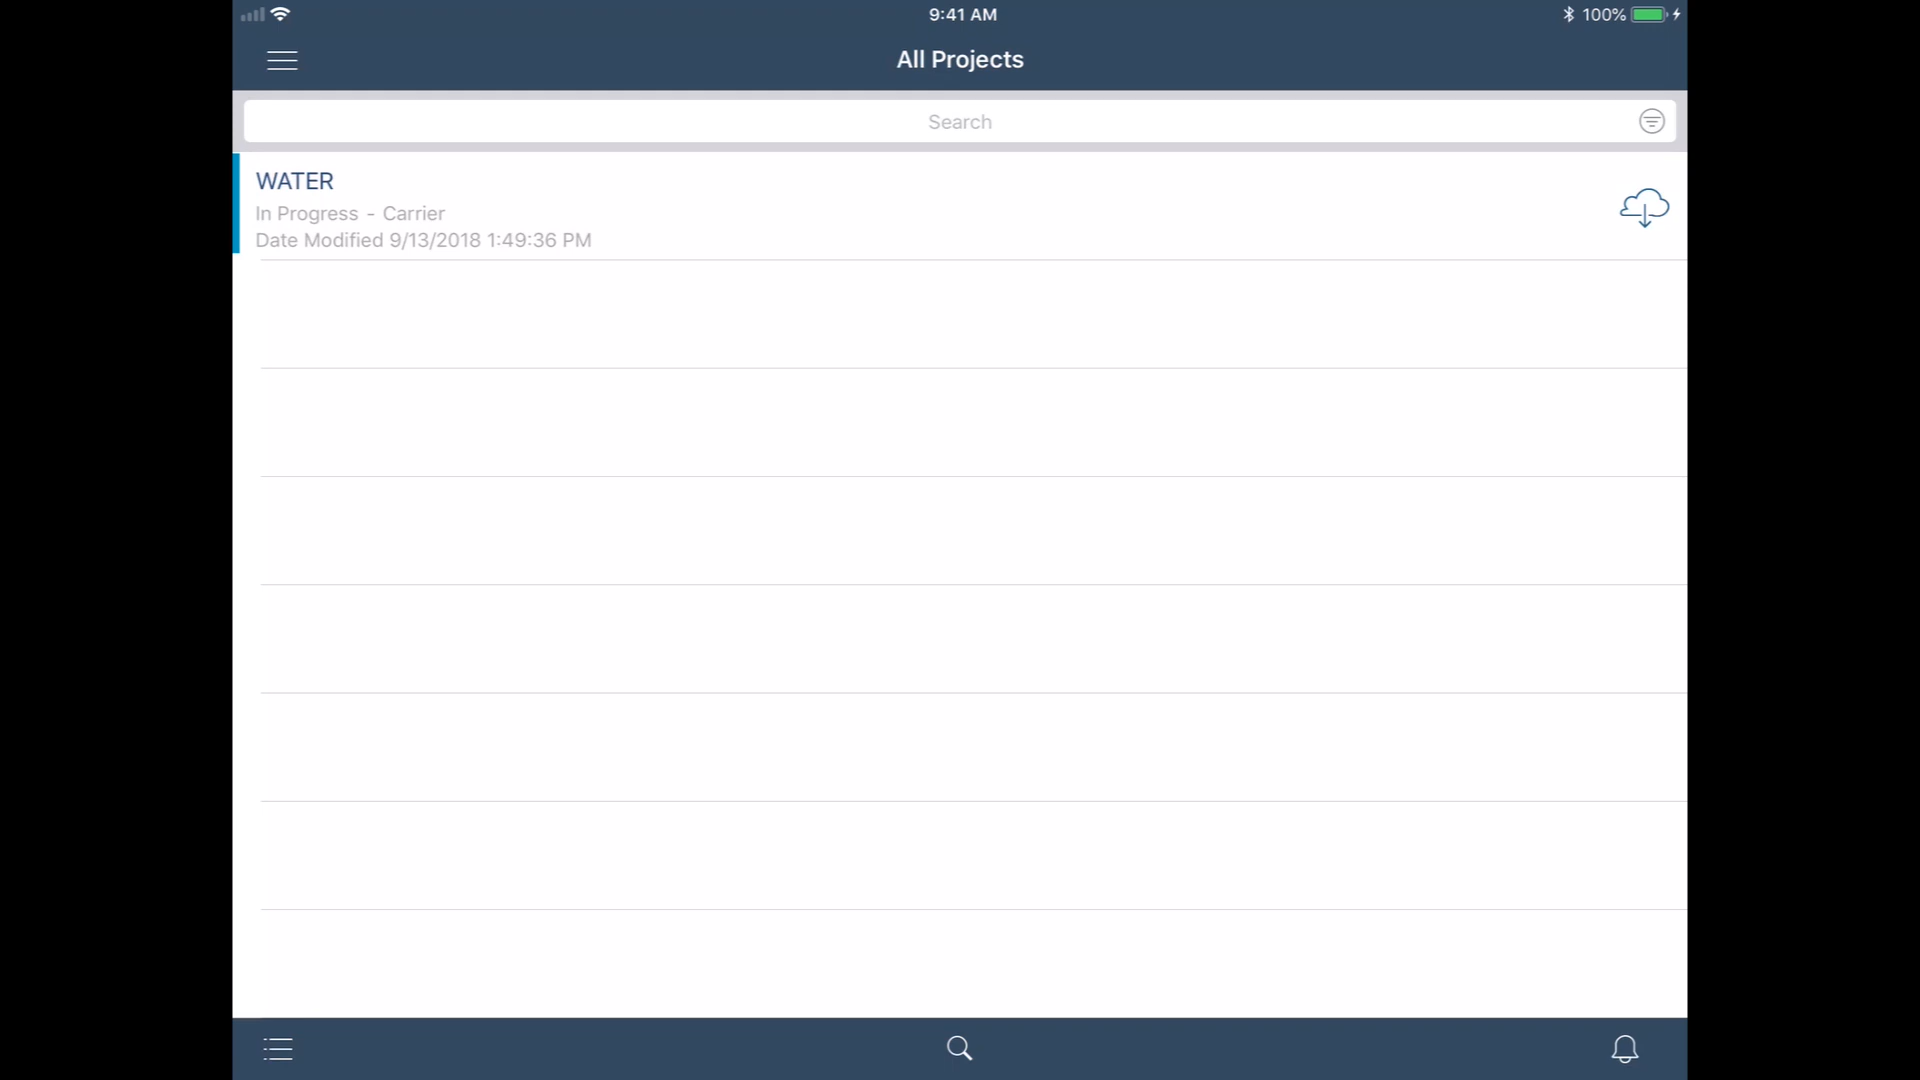 9:41 AM
100%
All Projects
Search
WATER
In Progress - Carrier
Date Modified 9/13/2018 1:49:36 PM